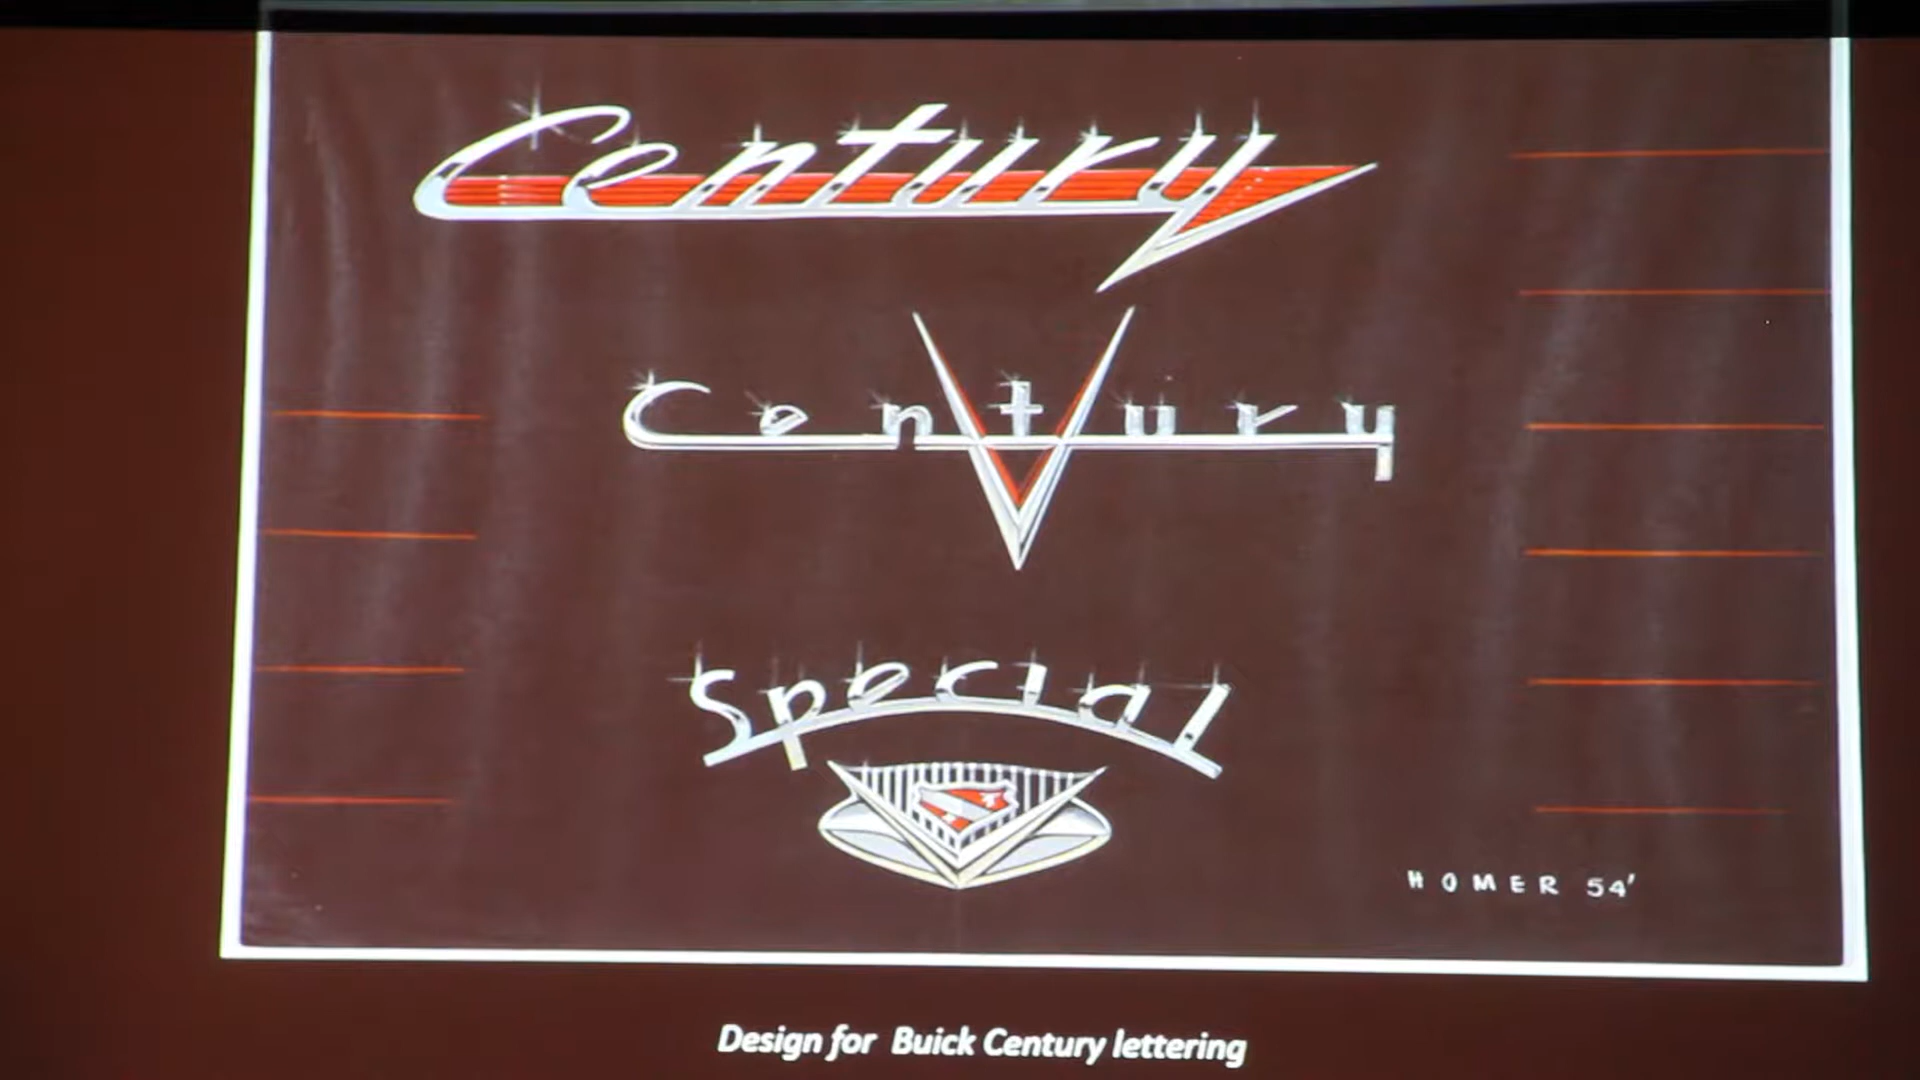 Century
Century
Special
HOMER 54'
Design for Buick Century lettering